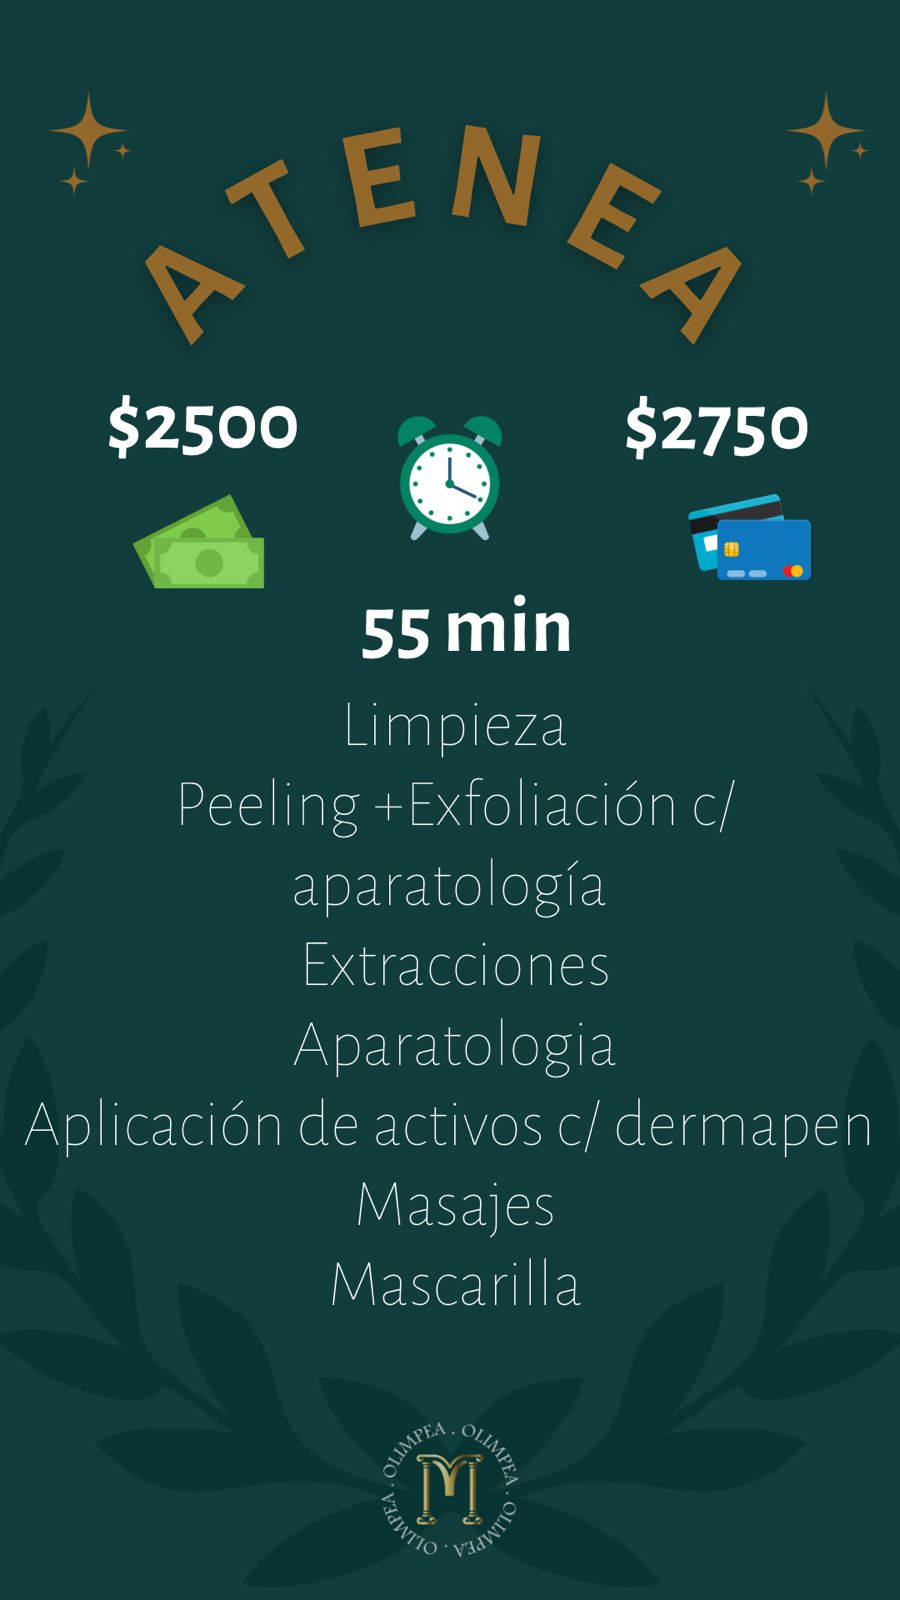 ATENEA
$2500
$2750
55 min
Limpieza
Peeling +Exfoliación c/
aparatología
Extracciones
Aparatologia
Aplicación de activos c/ dermapen
Masajes
Mascarilla
OLIMPEA . OLIMPEA . OLIMPEA . OLIMPEA .
M